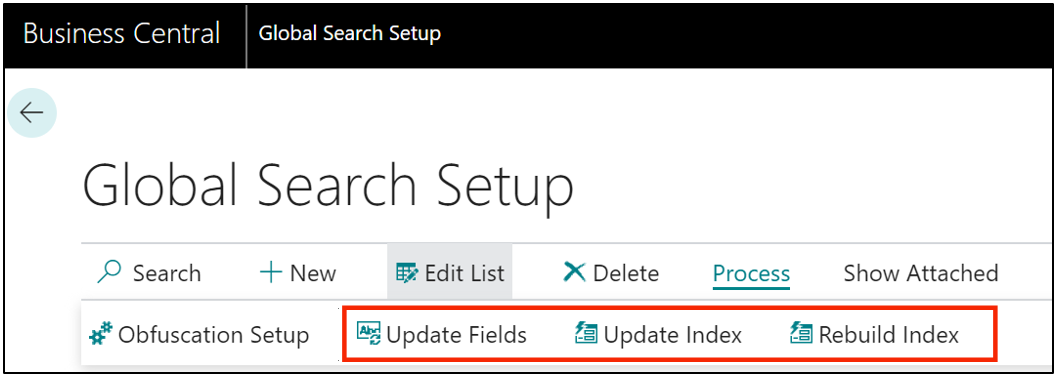 Business Central Global Search Setup
Global Search Setup
Search New Edit List Delete Process Show Attached
Obfuscation Setup Abc Update Fields Update Index Rebuild Index